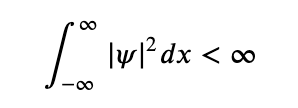 ∫_{-∞}^{∞} |ψ|² dx < ∞